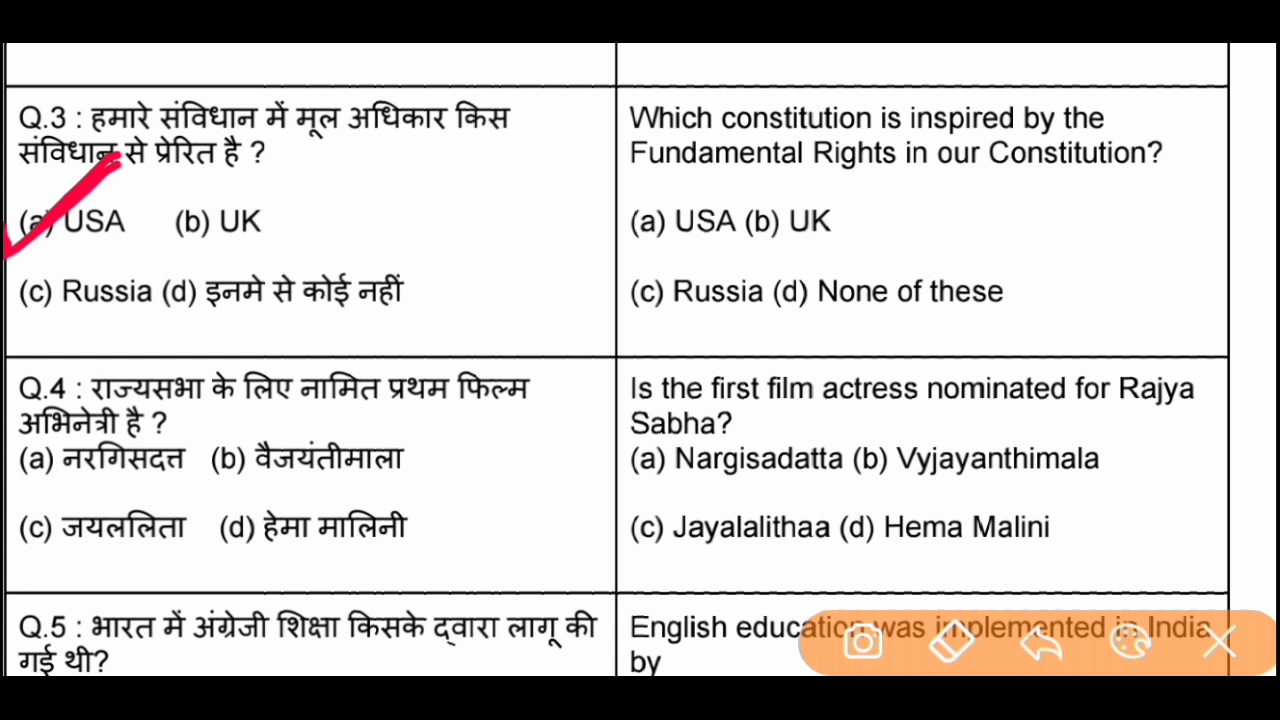 Q.3 : हमारे संविधान में मूल अधिकार किस
संविधान से प्रेरित है ?
(a) USA (b) UK
(c) Russia (d) इनमे से कोई नहीं
Which constitution is inspired by the
Fundamental Rights in our Constitution?
(a) USA (b) UK
(c) Russia (d) None of these
Q.4 : राज्यसभा के लिए नामित प्रथम फिल्म
अभिनेत्री है ?
(a) नरगिसदत्त (b) वैजयंतीमाला
(c) जयललिता (d) हेमा मालिनी
Is the first film actress nominated for Rajya
Sabha?
(a) Nargisadatta (b) Vyjayanthimala
(c) Jayalalithaa (d) Hema Malini
Q.5 : भारत में अंग्रेजी शिक्षा किसके द्वारा लागू की
गई थी?
English education was implemented in India
by